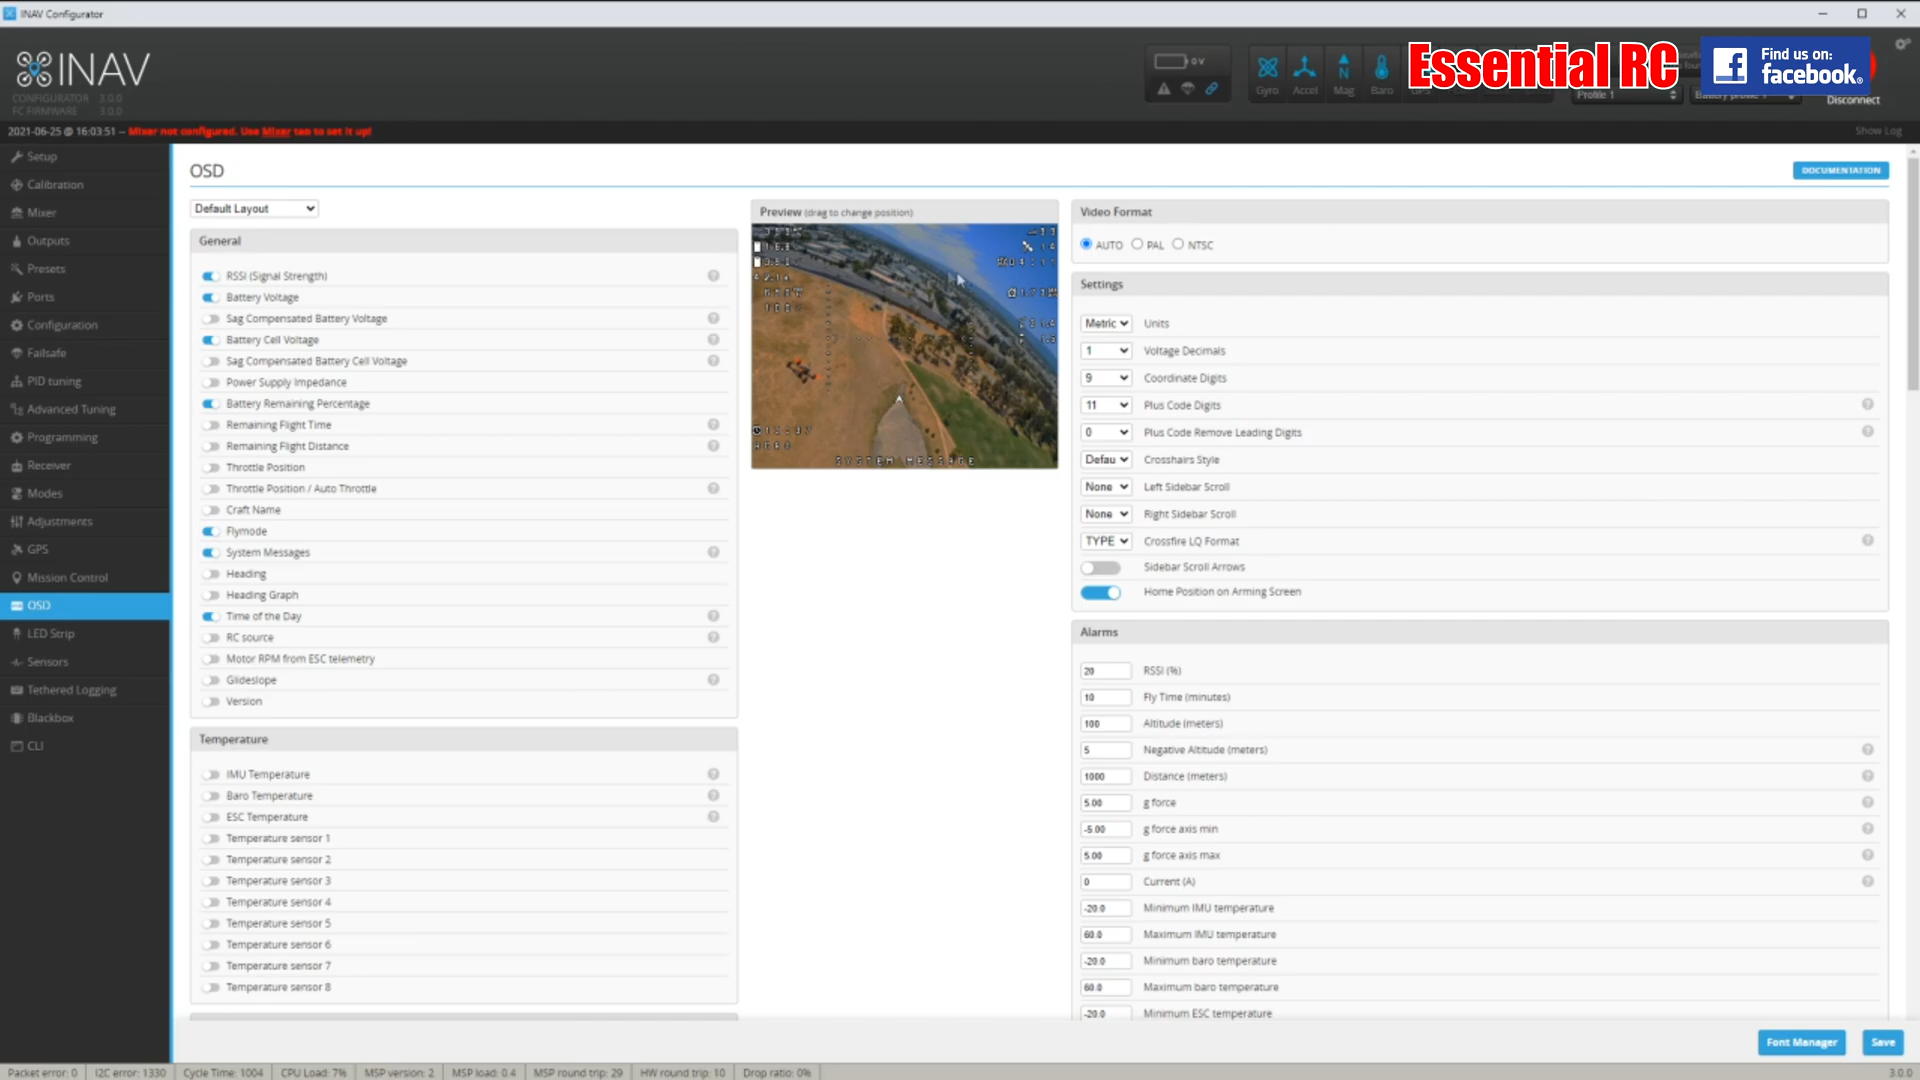 INAV Configurator
INAV
CONFIGURATOR 3.0.0
FC FIRMWARE 3.0.0
0 V
Gyro
Accel
Mag
Baro
Essential RC
Find us on:
facebook.
Profile 1
Battery profile 1
Disconnect
2021-06-25 @ 16:03:51 -- Mixer not configured. Use Mixer tab to set it up!
Show Log
Setup
Calibration
Mixer
Outputs
Presets
Ports
Configuration
Failsafe
PID tuning
Advanced Tuning
Programming
Receiver
Modes
Adjustments
GPS
Mission Control
OSD
LED Strip
Sensors
Tethered Logging
Blackbox
CLI
OSD
DOCUMENTATION
Default Layout
General
RSSI (Signal Strength)
Battery Voltage
Sag Compensated Battery Voltage
Battery Cell Voltage
Sag Compensated Battery Cell Voltage
Power Supply Impedance
Battery Remaining Percentage
Remaining Flight Time
Remaining Flight Distance
Throttle Position
Throttle Position / Auto Throttle
Craft Name
Flymode
System Messages
Heading
Heading Graph
Time of the Day
RC source
Motor RPM from ESC telemetry
Glideslope
Version
Temperature
IMU Temperature
Baro Temperature
ESC Temperature
Temperature sensor 1
Temperature sensor 2
Temperature sensor 3
Temperature sensor 4
Temperature sensor 5
Temperature sensor 6
Temperature sensor 7
Temperature sensor 8
Preview (drag to change position)
SYSTEM MESSAGE
Video Format
AUTO PAL NTSC
Settings
Metric Units
1 Voltage Decimals
9 Coordinate Digits
11 Plus Code Digits
0 Plus Code Remove Leading Digits
Defau Crosshairs Style
None Left Sidebar Scroll
None Right Sidebar Scroll
TYPE Crossfire LQ Format
Sidebar Scroll Arrows
Home Position on Arming Screen
Alarms
20 RSSI (%)
10 Fly Time (minutes)
100 Altitude (meters)
5 Negative Altitude (meters)
1000 Distance (meters)
5.00 g force
-5.00 g force axis min
5.00 g force axis max
0 Current (A)
-20.0 Minimum IMU temperature
60.0 Maximum IMU temperature
-20.0 Minimum baro temperature
60.0 Maximum baro temperature
-20.0 Minimum ESC temperature
Font Manager
Save
Packet error: 0
I2C error: 1330
Cycle Time: 1004
CPU Load: 7%
MSP version: 2
MSP load: 0.4
MSP round trip: 29
HW round trip: 10
Drop ratio: 0%
3.0.0